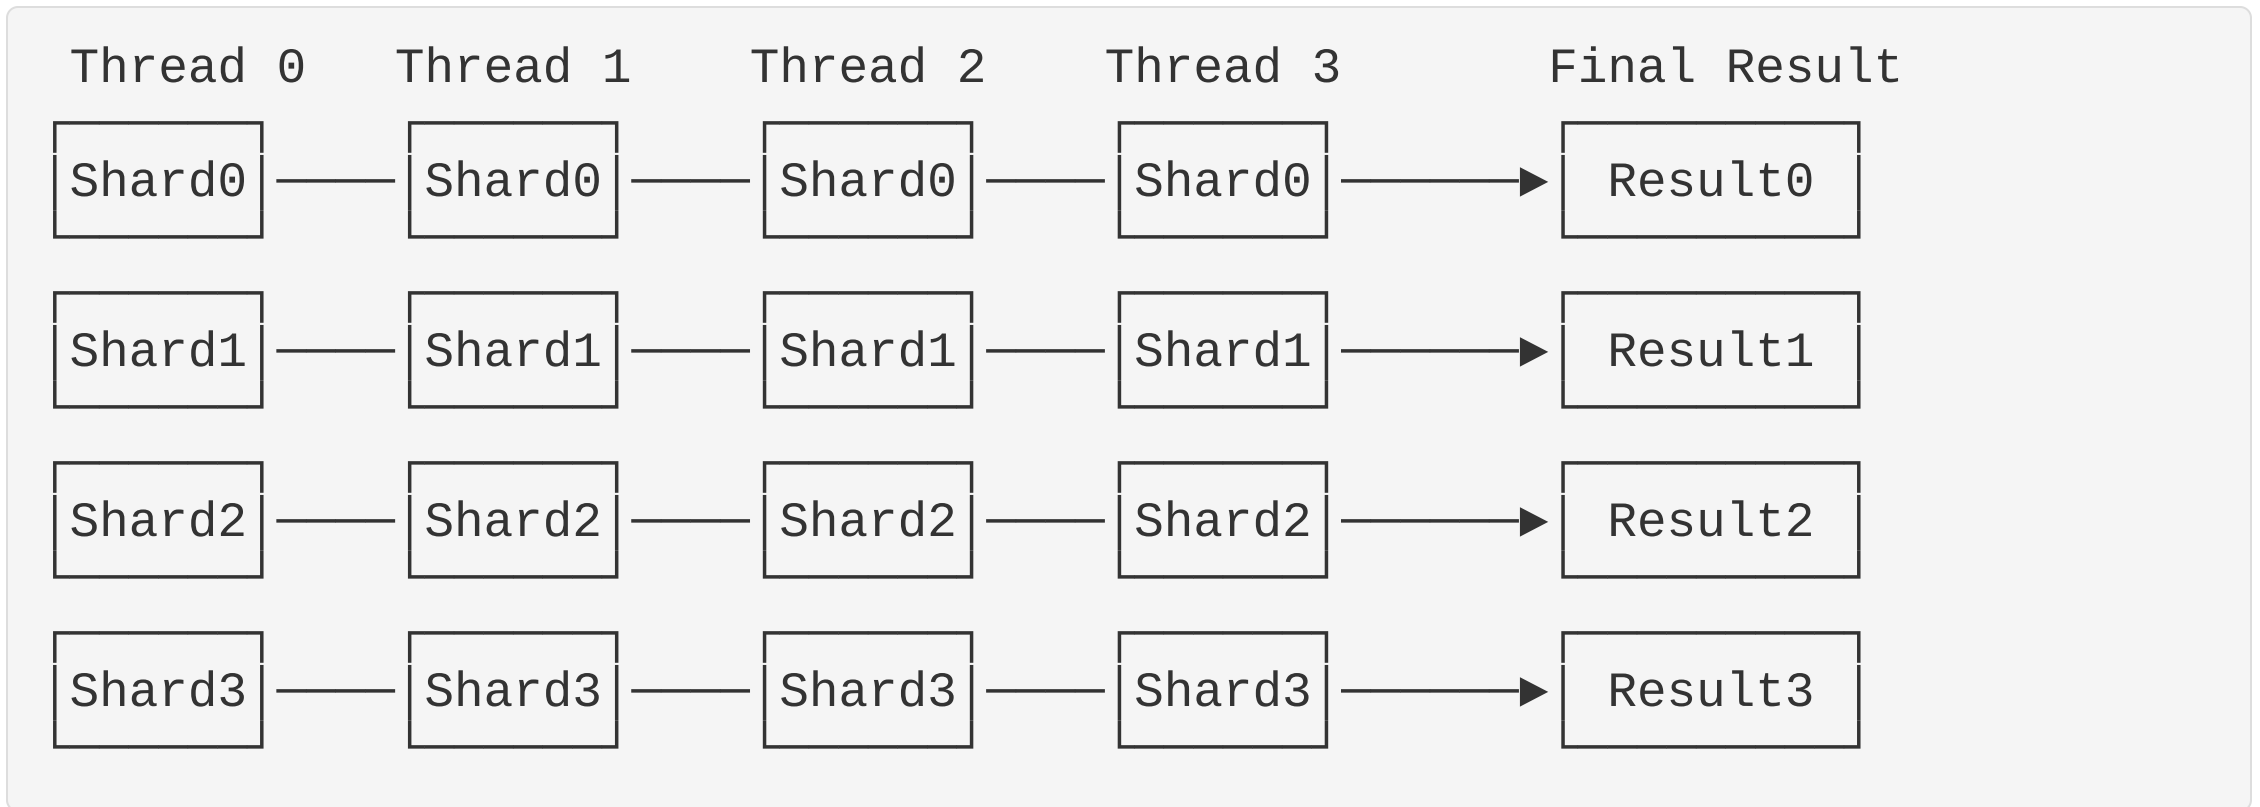 Thread 0 Thread 1 Thread 2 Thread 3 Final Result
Shard0 Shard0 Shard0 Shard0 Result0
Shard1 Shard1 Shard1 Shard1 Result1
Shard2 Shard2 Shard2 Shard2 Result2
Shard3 Shard3 Shard3 Shard3 Result3